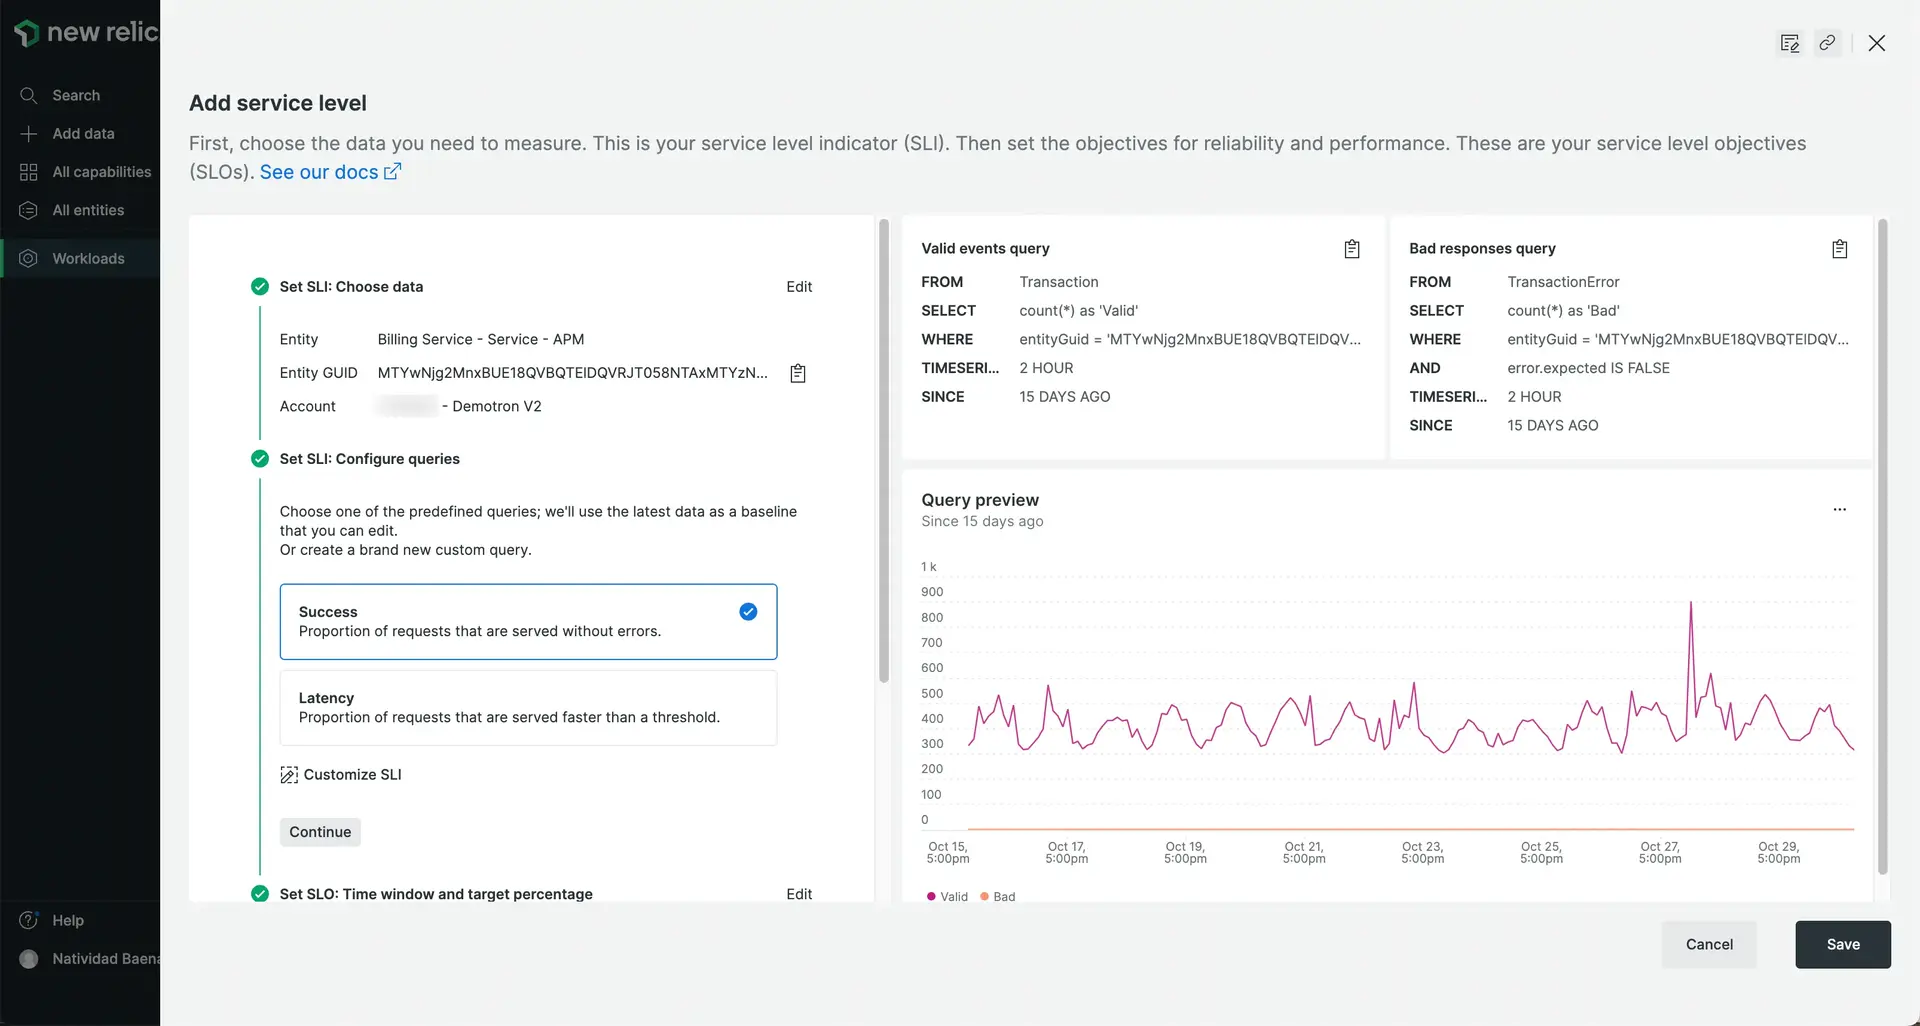 new relic.
Search
Add data
All capabilities
All entities
Workloads
Help
Natividad Baena
Add service level
First, choose the data you need to measure. This is your service level indicator (SLI). Then set the objectives for reliability and performance. These are your service level objectives
(SLOs). See our docs
Set SLI: Choose data
Edit
Entity
Billing Service - Service - APM
Entity GUID
MTYwNjg2MnxBUE18QVBQTElDQVRJT058NTAxMTYzN...
Account
- Demotron V2
Set SLI: Configure queries
Choose one of the predefined queries; we'll use the latest data as a baseline
that you can edit.
Or create a brand new custom query.
Success
Proportion of requests that are served without errors.
Latency
Proportion of requests that are served faster than a threshold.
Customize SLI
Continue
Set SLO: Time window and target percentage
Edit
Valid events query
FROM Transaction
SELECT count(*) as 'Valid'
WHERE entityGuid = 'MTYwNjg2MnxBUE18QVBQTElDQV...
TIMESERI... 2 HOUR
SINCE 15 DAYS AGO
Bad responses query
FROM TransactionError
SELECT count(*) as 'Bad'
WHERE entityGuid = 'MTYwNjg2MnxBUE18QVBQTElDQV...
AND error.expected IS FALSE
TIMESERI... 2 HOUR
SINCE 15 DAYS AGO
Query preview
Since 15 days ago
...
1 k
900
800
700
600
500
400
300
200
100
0
Oct 15,
5:00pm
Oct 17,
5:00pm
Oct 19,
5:00pm
Oct 21,
5:00pm
Oct 23,
5:00pm
Oct 25,
5:00pm
Oct 27,
5:00pm
Oct 29,
5:00pm
Valid
Bad
Cancel
Save